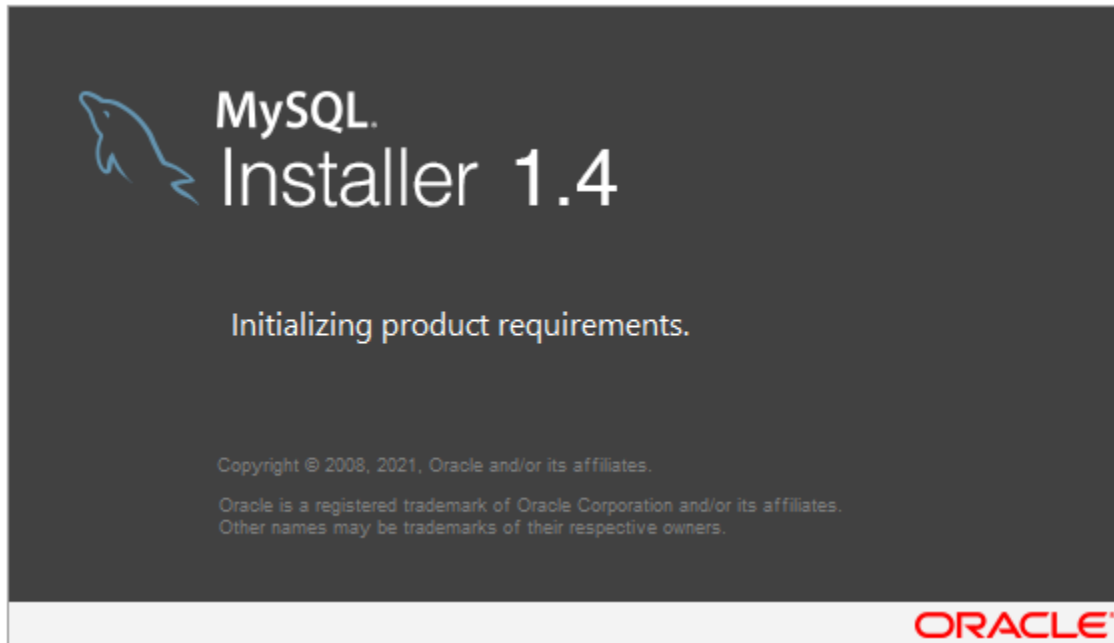 MySQL.
Installer 1.4
Initializing product requirements.
Copyright © 2008, 2021, Oracle and/or its affiliates.
Oracle is a registered trademark of Oracle Corporation and/or its affiliates.
Other names may be trademarks of their respective owners.
ORACLE